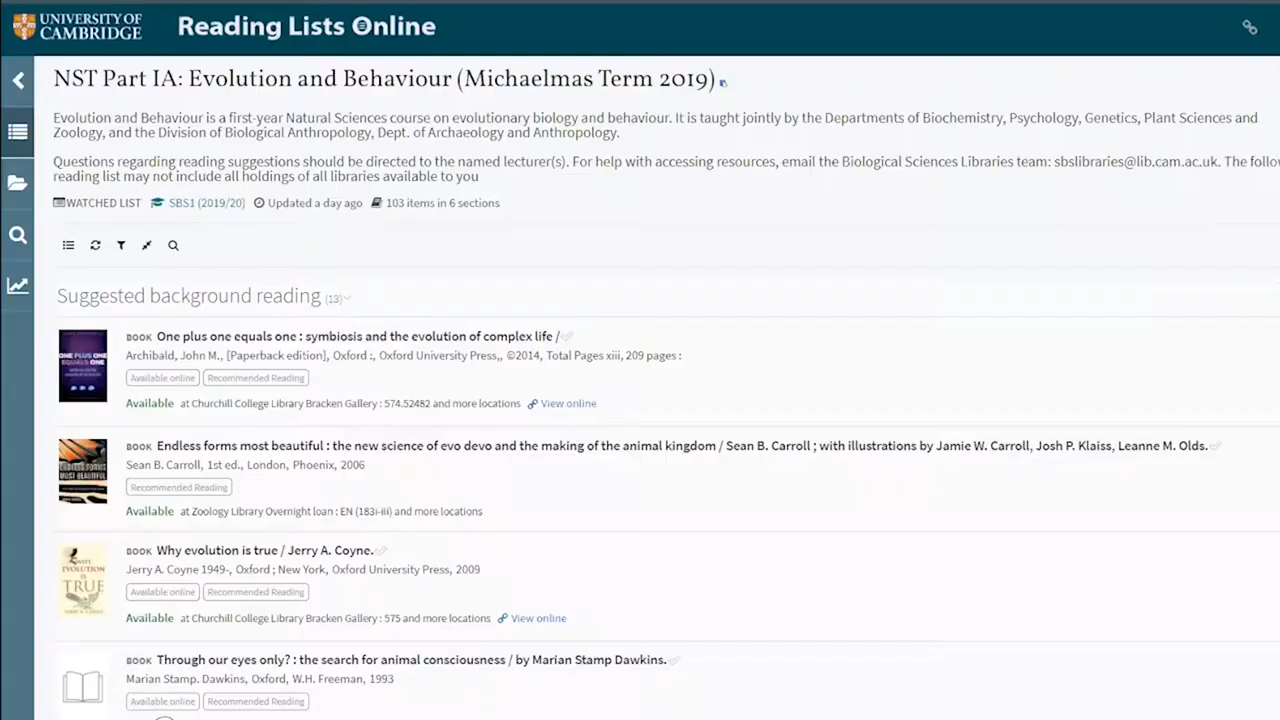 UNIVERSITY OF
CAMBRIDGE
Reading Lists Online
NST Part IA: Evolution and Behaviour (Michaelmas Term 2019)
Evolution and Behaviour is a first-year Natural Sciences course on evolutionary biology and behaviour. It is taught jointly by the Departments of Biochemistry, Psychology, Genetics, Plant Sciences and
Zoology, and the Division of Biological Anthropology, Dept. of Archaeology and Anthropology.
Questions regarding reading suggestions should be directed to the named lecturer(s). For help with accessing resources, email the Biological Sciences Libraries team: sbslibraries@lib.cam.ac.uk. The follo
reading list may not include all holdings of all libraries available to you
WATCHED LIST SBS1 (2019/20) Updated a day ago 103 items in 6 sections
Suggested background reading (13)
BOOK One plus one equals one : symbiosis and the evolution of complex life /
Archibald, John M., [Paperback edition], Oxford :, Oxford University Press,, ©2014, Total Pages xiii, 209 pages :
Available online Recommended Reading
Available at Churchill College Library Bracken Gallery : 574.52482 and more locations View online
ONE PLUS ONE
EQUALS ONE
BOOK Endless forms most beautiful : the new science of evo devo and the making of the animal kingdom / Sean B. Carroll ; with illustrations by Jamie W. Carroll, Josh P. Klaiss, Leanne M. Olds.
Sean B. Carroll, 1st ed., London, Phoenix, 2006
Recommended Reading
Available at Zoology Library Overnight loan : EN (183i-iii) and more locations
ENDLESS FORMS
MOST BEAUTIFUL
BOOK Why evolution is true / Jerry A. Coyne.
Jerry A. Coyne 1949-, Oxford ; New York, Oxford University Press, 2009
Available online Recommended Reading
Available at Churchill College Library Bracken Gallery : 575 and more locations View online
WHY
EVOLUTION
IS
TRUE
BOOK Through our eyes only? : the search for animal consciousness / by Marian Stamp Dawkins.
Marian Stamp. Dawkins, Oxford, W.H. Freeman, 1993
Available online Recommended Reading